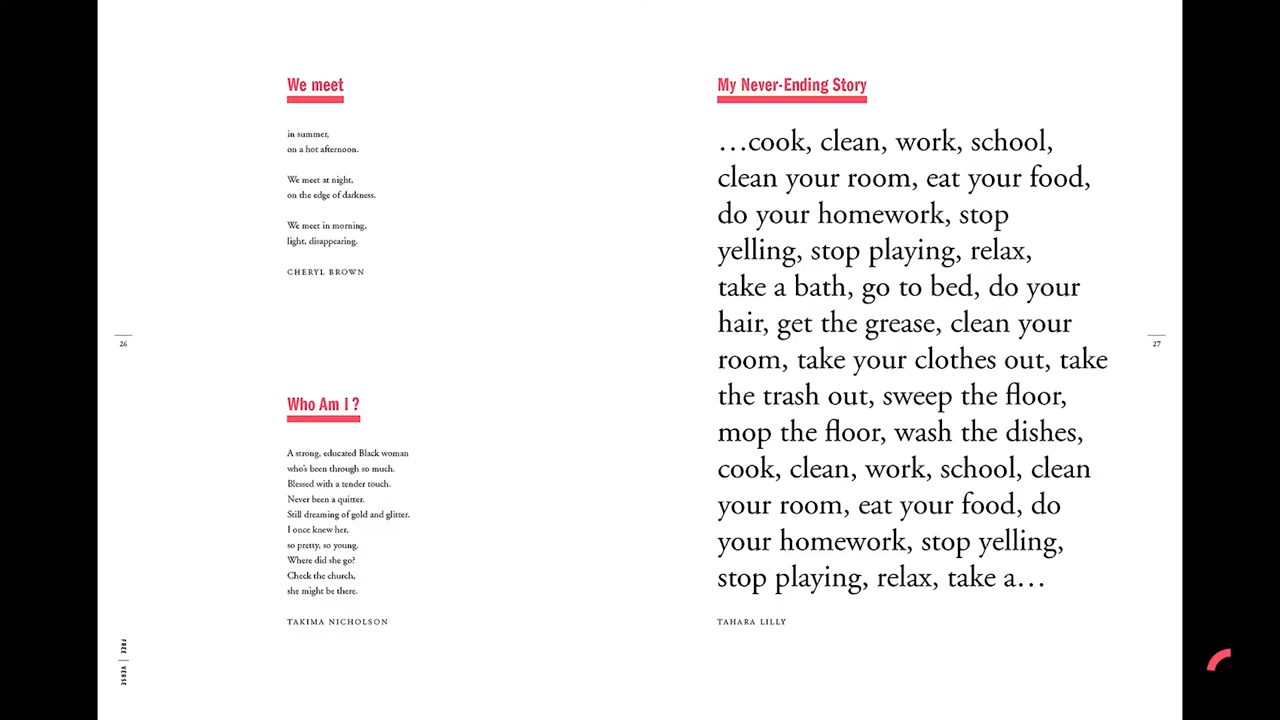 We meet
in summer,
on a hot afternoon.
We meet at night,
on the edge of darkness.
We meet in morning,
light, disappearing.
CHERYL BROWN
26
Who Am I ?
A strong, educated Black woman
who's been through so much.
Blessed with a tender touch.
Never been a quitter.
Still dreaming of gold and glitter.
I once knew her,
so pretty, so young.
Where did she go?
Check the church,
she might be there.
TAKIMA NICHOLSON
FREE | VERSE
My Never-Ending Story
…cook, clean, work, school,
clean your room, eat your food,
do your homework, stop
yelling, stop playing, relax,
take a bath, go to bed, do your
hair, get the grease, clean your
room, take your clothes out, take
the trash out, sweep the floor,
mop the floor, wash the dishes,
cook, clean, work, school, clean
your room, eat your food, do
your homework, stop yelling,
stop playing, relax, take a…
TAHARA LILLY
27